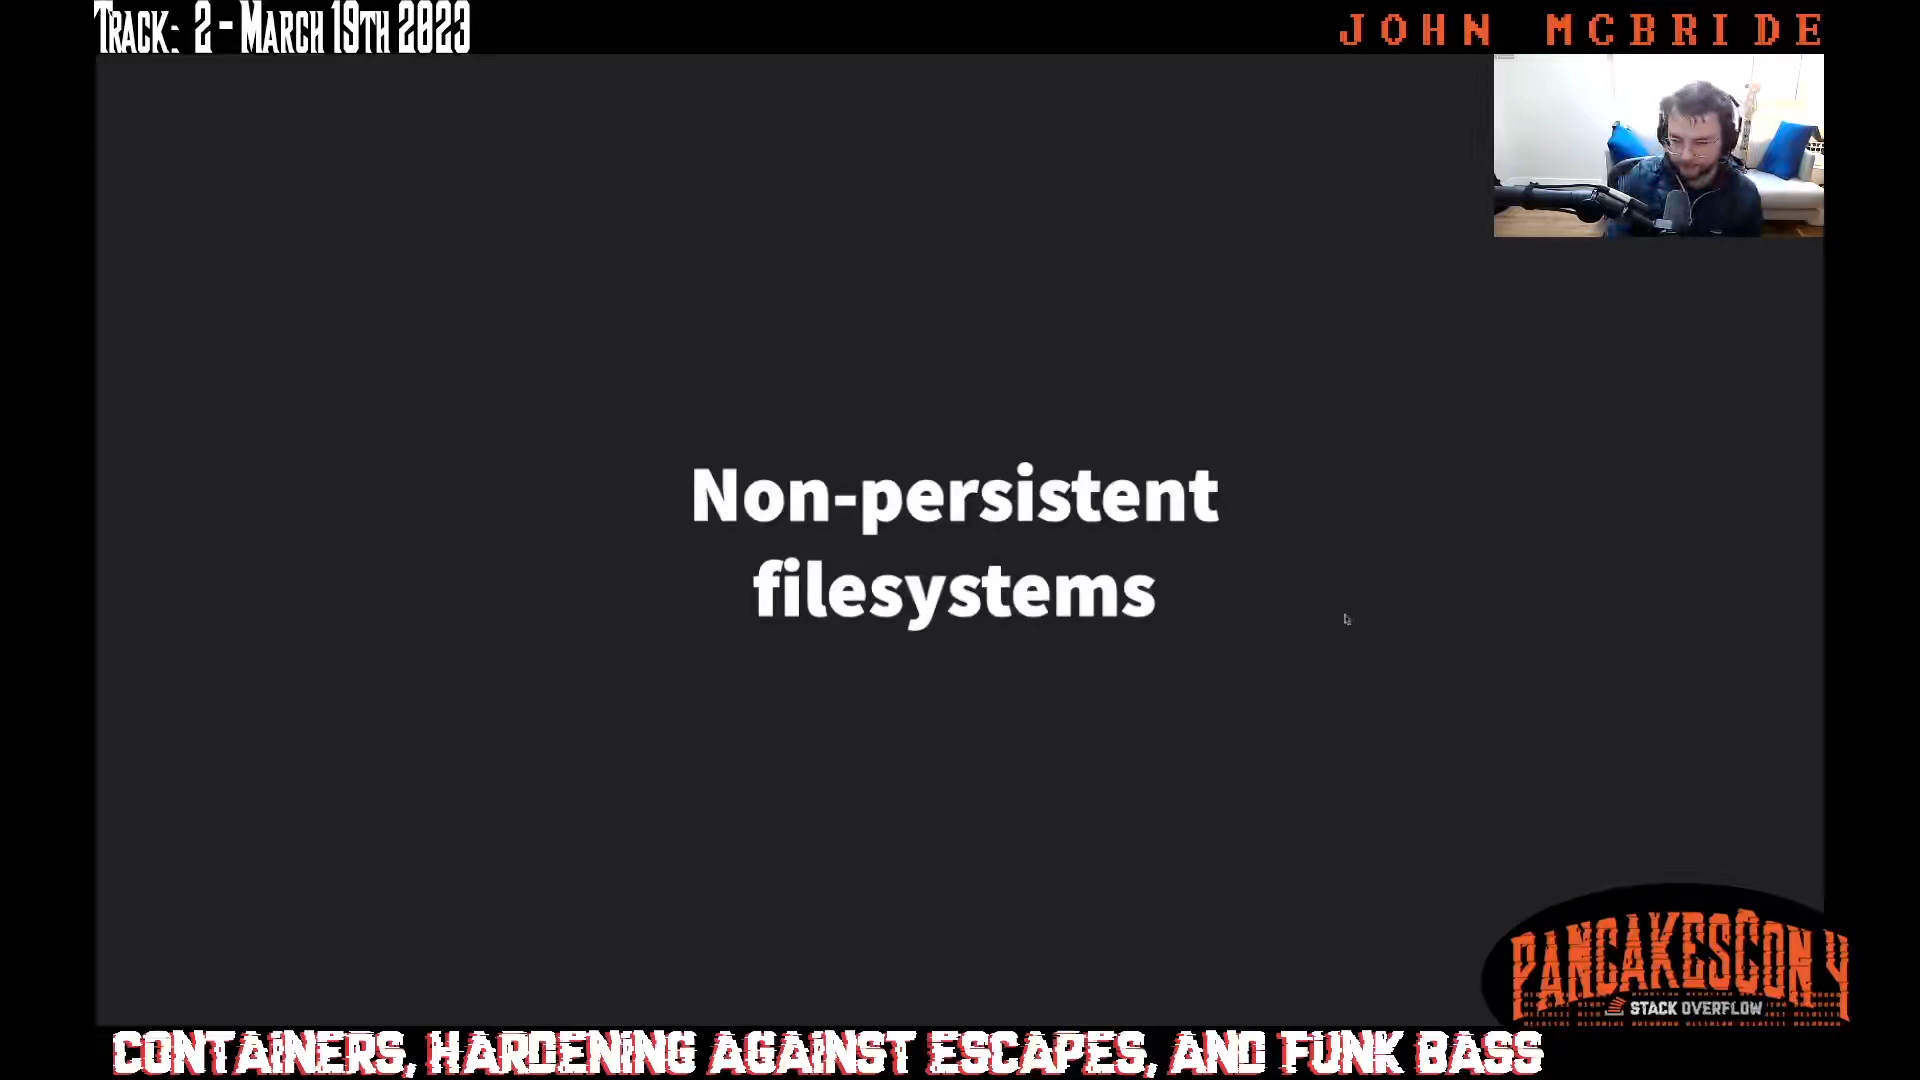 TRACK: 2 - MARCH 19TH 2023
JOHN MCBRIDE
Non-persistent
filesystems
PANCAKESCON 4
STACK OVERFLOW
CONTAINERS, HARDENING AGAINST ESCAPES, AND FUNK BASS